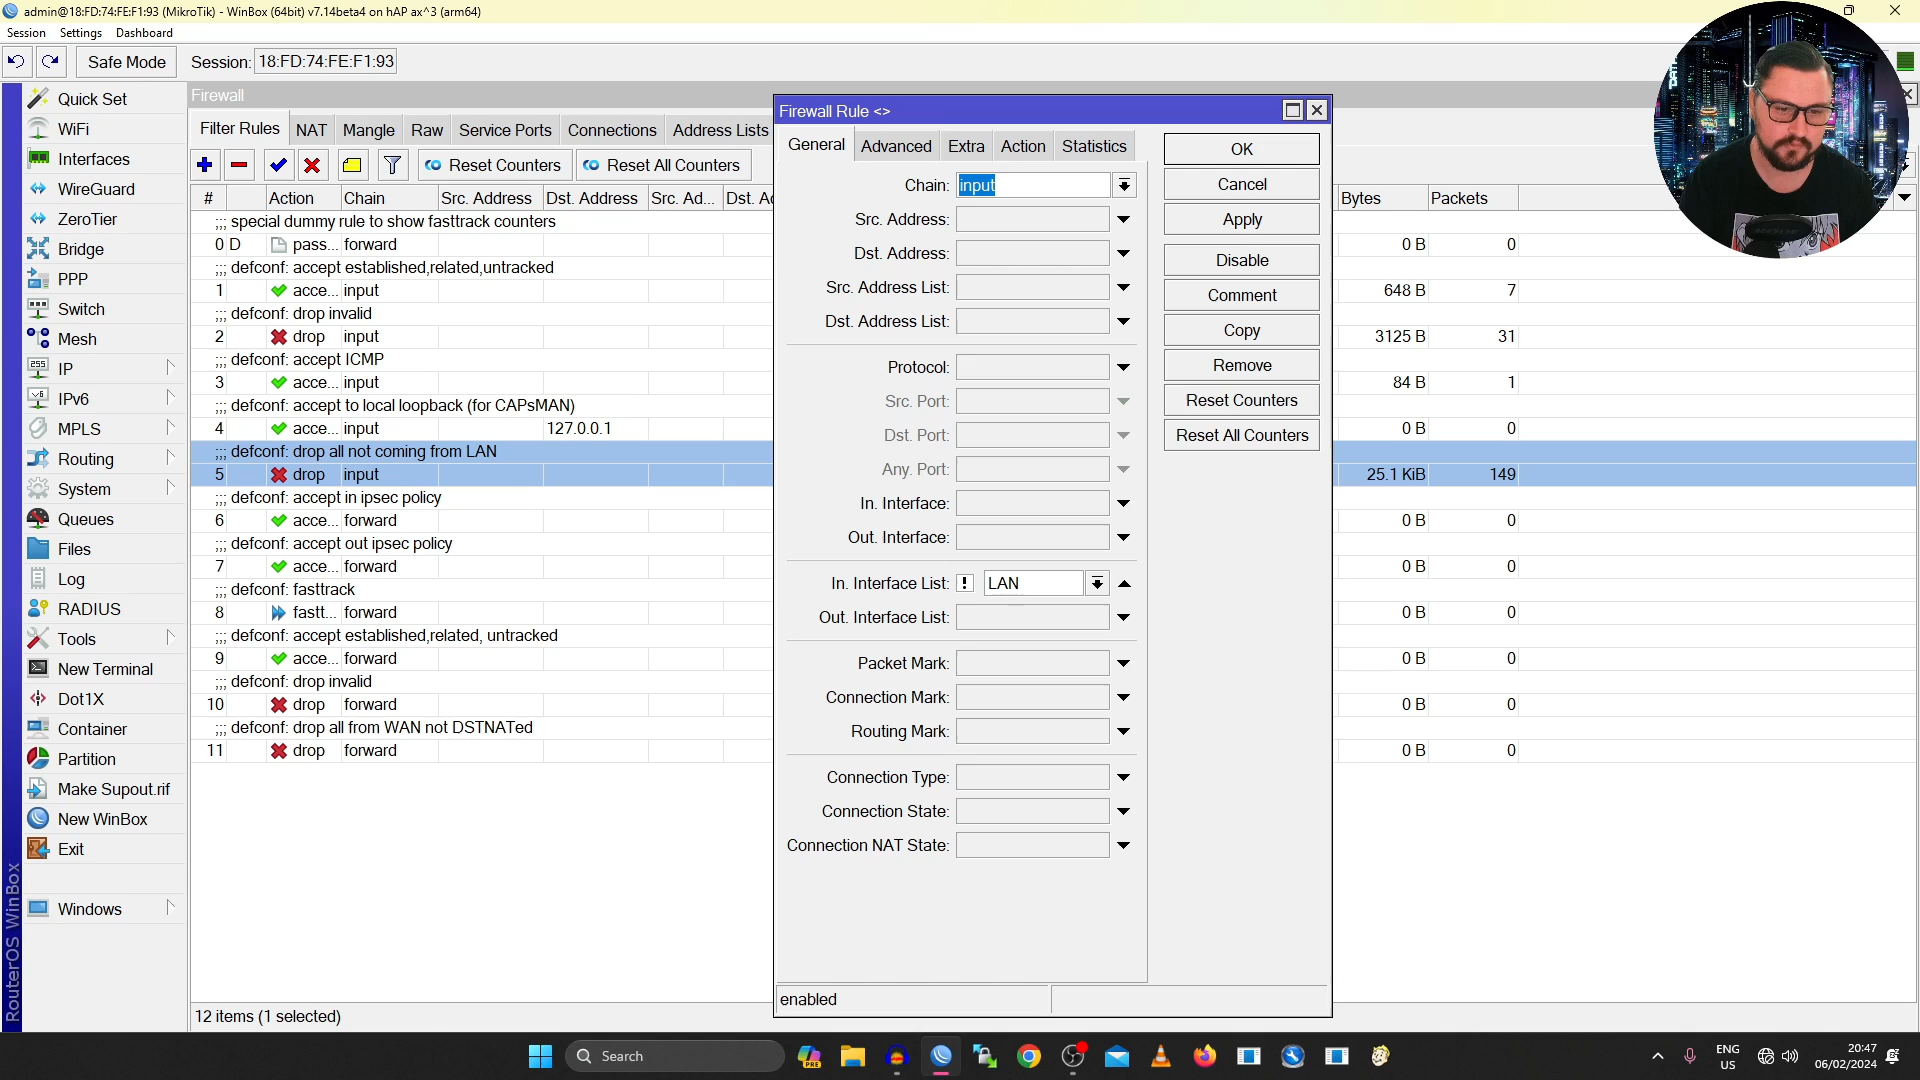 admin@18:FD:74:FE:F1:93 (MikroTik) - WinBox (64bit) v7.14beta4 on hAP ax^3 (arm64)
Session Settings Dashboard
Safe Mode Session: 18:FD:74:FE:F1:93
Quick Set
WiFi
Interfaces
WireGuard
ZeroTier
Bridge
PPP
Switch
Mesh
IP
IPv6
MPLS
Routing
System
Queues
Files
Log
RADIUS
Tools
New Terminal
Dot1X
Container
Partition
Make Supout.rif
New WinBox
Exit
Windows
RouterOS WinBox
Firewall
Filter Rules NAT Mangle Raw Service Ports Connections Address Lists
Reset Counters Reset All Counters
# Action Chain Src. Address Dst. Address Src. Ad... Dst. Ad Bytes Packets
;;; special dummy rule to show fasttrack counters
0 D pass... forward 0 B 0
;;; defconf: accept established,related,untracked
1 acce... input 648 B 7
;;; defconf: drop invalid
2 drop input 3125 B 31
;;; defconf: accept ICMP
3 acce... input 84 B 1
;;; defconf: accept to local loopback (for CAPsMAN)
4 acce... input 127.0.0.1 0 B 0
;;; defconf: drop all not coming from LAN
5 drop input 25.1 KiB 149
;;; defconf: accept in ipsec policy
6 acce... forward 0 B 0
;;; defconf: accept out ipsec policy
7 acce... forward 0 B 0
;;; defconf: fasttrack
8 fastt... forward 0 B 0
;;; defconf: accept established,related, untracked
9 acce... forward 0 B 0
;;; defconf: drop invalid
10 drop forward 0 B 0
;;; defconf: drop all from WAN not DSTNATed
11 drop forward 0 B 0
12 items (1 selected)
Firewall Rule <>
General Advanced Extra Action Statistics
Chain: input
Src. Address:
Dst. Address:
Src. Address List:
Dst. Address List:
Protocol:
Src. Port:
Dst. Port:
Any. Port:
In. Interface:
Out. Interface:
In. Interface List: ! LAN
Out. Interface List:
Packet Mark:
Connection Mark:
Routing Mark:
Connection Type:
Connection State:
Connection NAT State:
enabled
OK
Cancel
Apply
Disable
Comment
Copy
Remove
Reset Counters
Reset All Counters
Search
PRE
ENG
US
20:47
06/02/2024